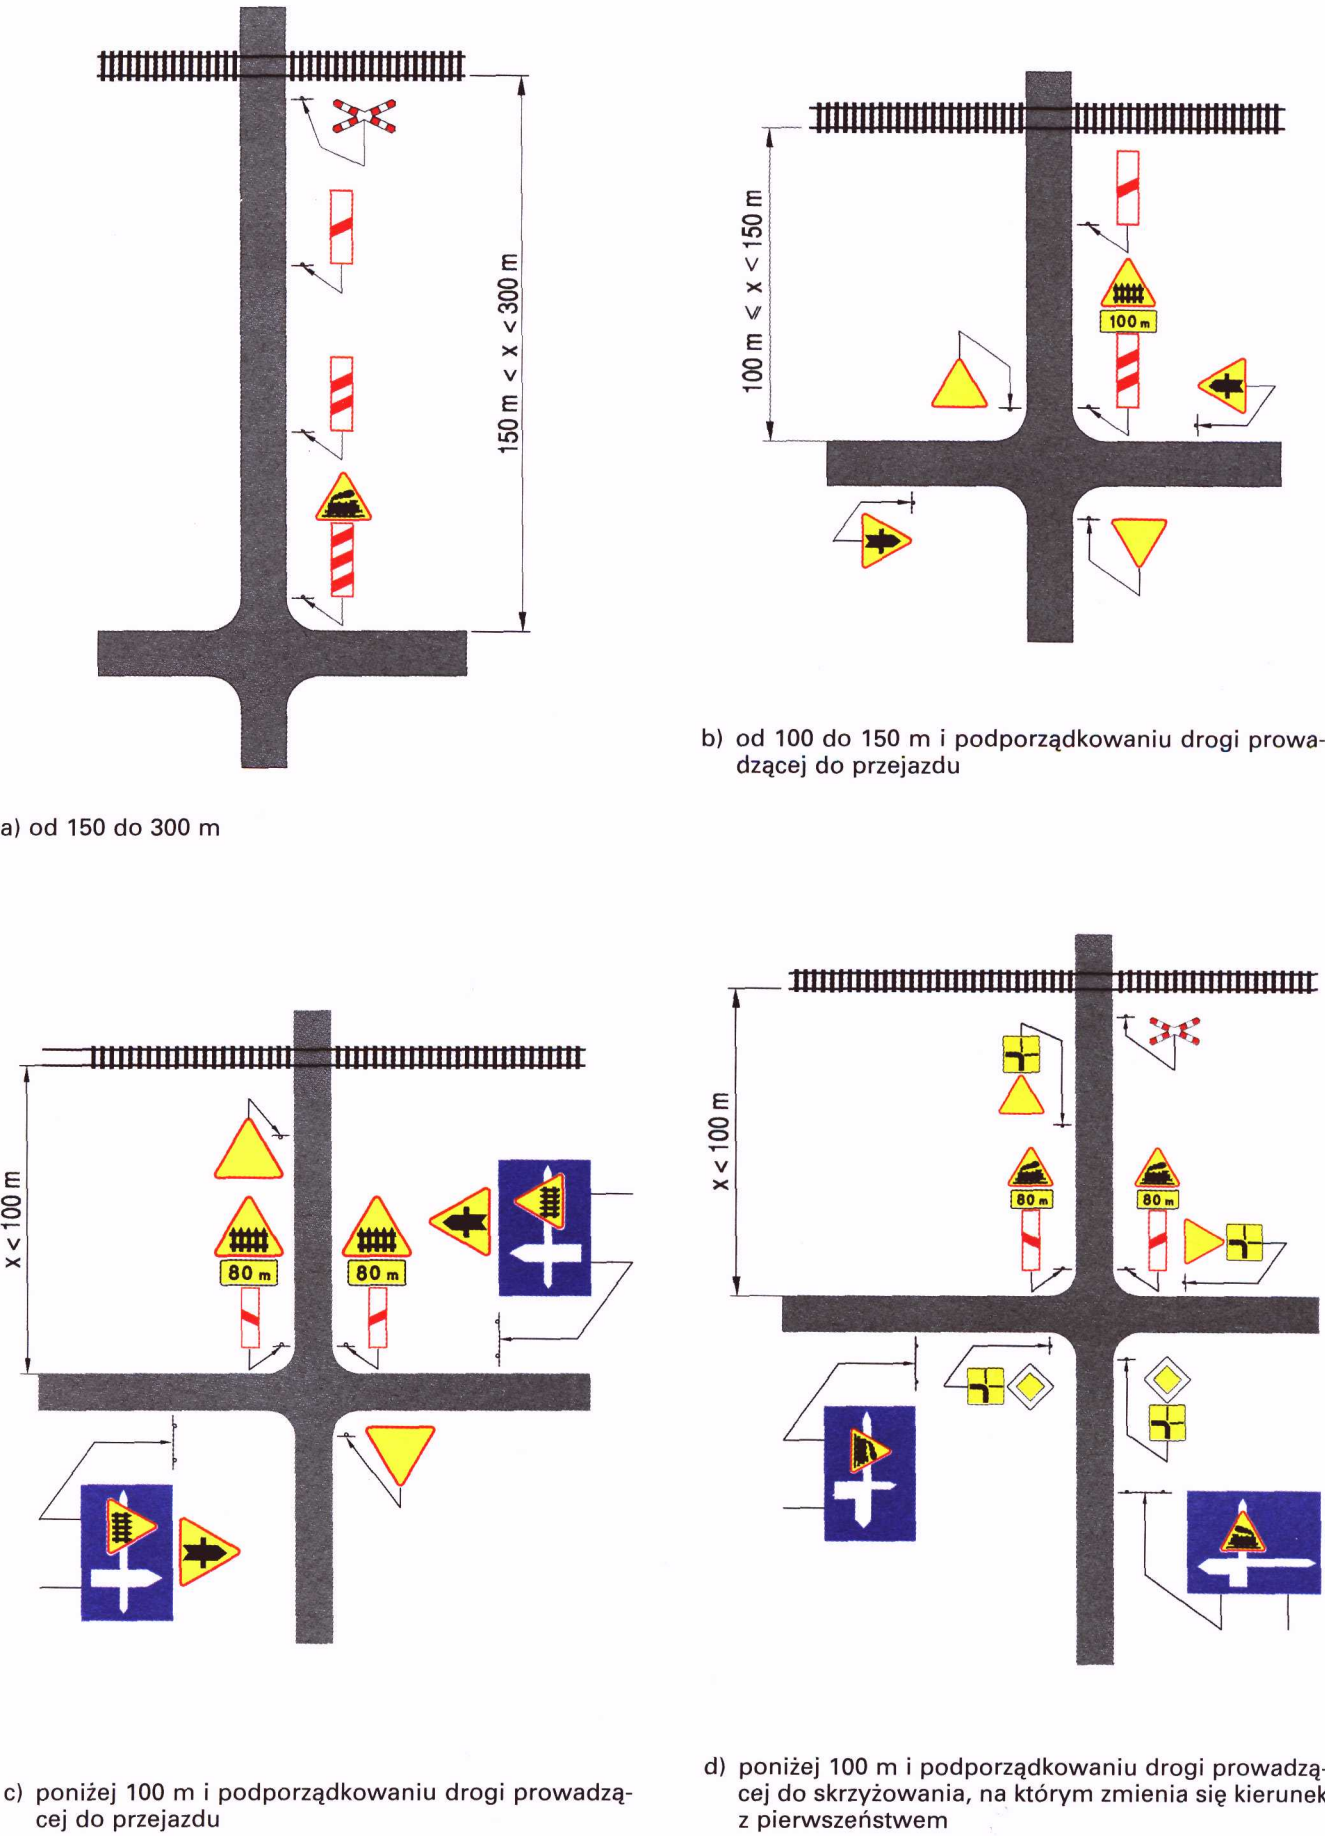 150 m < x < 300 m
a) od 150 do 300 m
100 m ⩽ x < 150 m
100 m
b) od 100 do 150 m i podporządkowaniu drogi prowa-
dzącej do przejazdu
x < 100 m
80 m
80 m
c) poniżej 100 m i podporządkowaniu drogi prowadzą-
cej do przejazdu
x < 100 m
80 m
80 m
d) poniżej 100 m i podporządkowaniu drogi prowadzą-
cej do skrzyżowania, na którym zmienia się kierunek
z pierwszeństwem